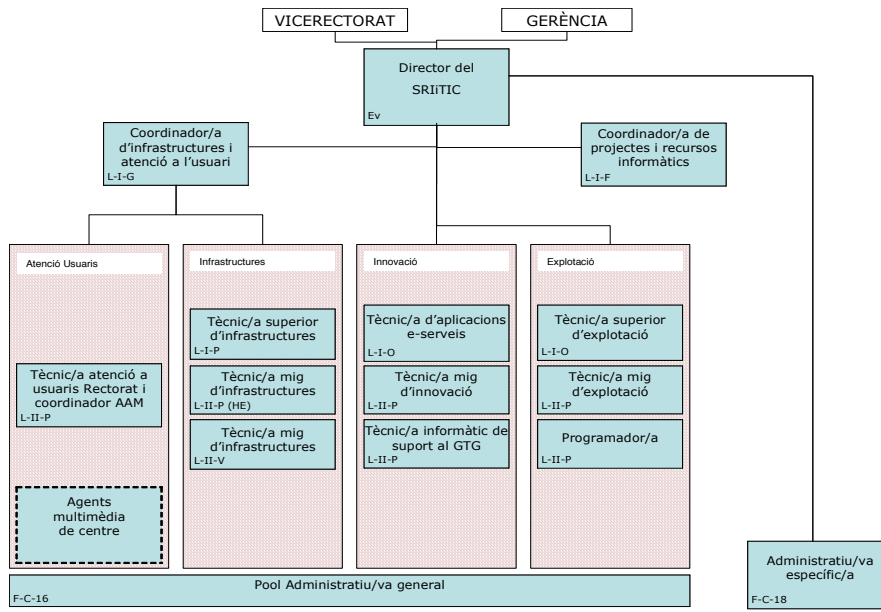 VICERECTORAT
GERÈNCIA
Director del
SRIiTIC
Ev
Coordinador/a
d'infrastructures i
atenció a l'usuari
L-I-G
Coordinador/a de
projectes i recursos
informàtics
L-I-F
Atenció Usuaris
Tècnic/a atenció a
usuaris Rectorat i
coordinador AAM
L-II-P
Agents
multimèdia
de centre
Infrastructures
Tècnic/a superior
d'infrastructures
L-I-P
Tècnic/a mig
d'infrastructures
L-II-P (HE)
Tècnic/a mig
d'infrastructures
L-II-V
Innovació
Tècnic/a d'aplicacions
e-serveis
L-I-O
Tècnic/a mig
d'innovació
L-II-P
Tècnic/a informàtic de
suport al GTG
L-II-P
Explotació
Tècnic/a superior
d'explotació
L-I-O
Tècnic/a mig
d'explotació
L-II-P
Programador/a
L-II-P
Pool Administratiu/va general
F-C-16
Administratiu/va
específic/a
F-C-18